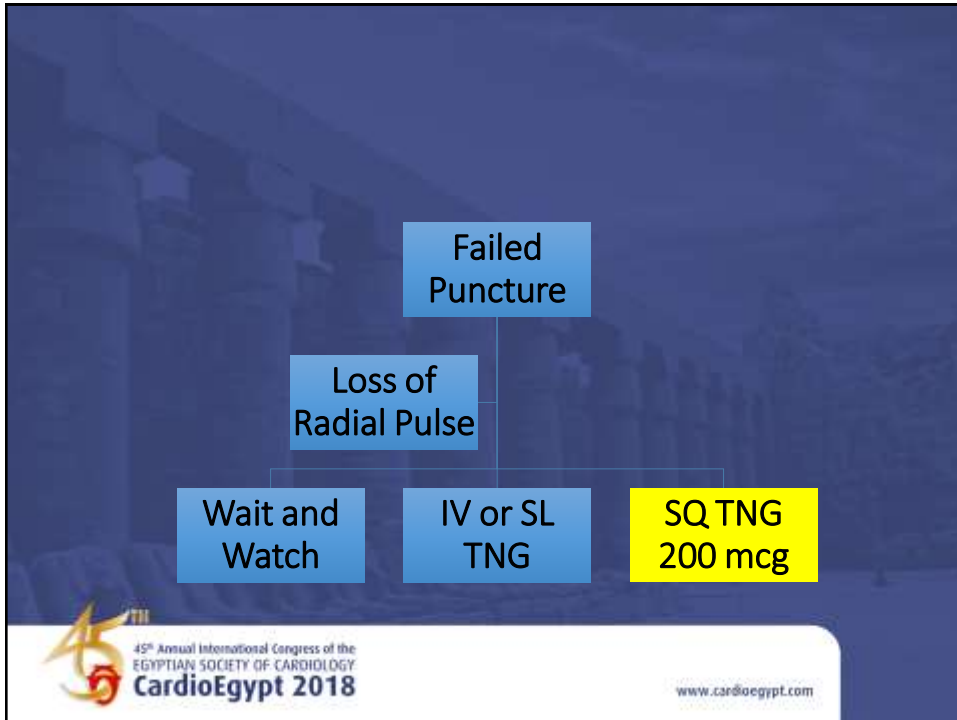 Failed
Puncture
Loss of
Radial Pulse
Wait and
Watch
IV or SL
TNG
SQ TNG
200 mcg
45TH
45th Annual International Congress of the
EGYPTIAN SOCIETY OF CARDIOLOGY
CardioEgypt 2018
www.cardioegypt.com